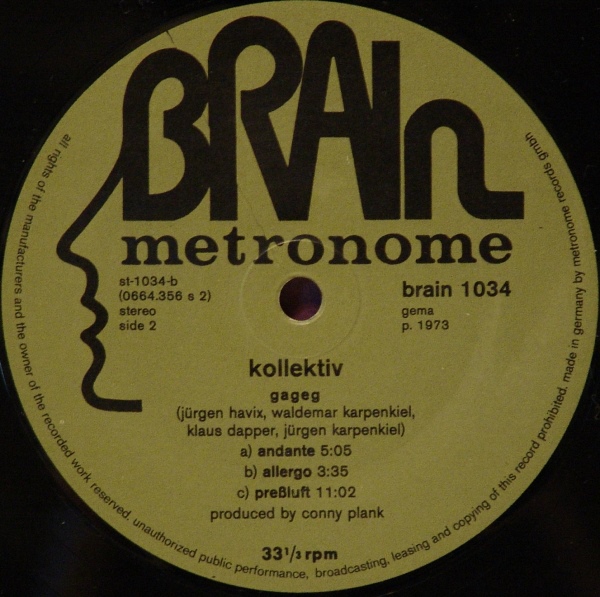 BRAIN
metronome
st-1034-b
(0664.356 s 2)
stereo
side 2
brain 1034
gema
p. 1973
kollektiv
gageg
(jürgen havix, waldemar karpenkiel,
klaus dapper, jürgen karpenkiel)
a) andante 5:05
b) allergo 3:35
c) preßluft 11:02
produced by conny plank
33 1/3 rpm
all rights of the manufacturers and the owner of the recorded work reserved. unauthorized public performance, broadcasting, leasing and copying of this record prohibited. made in germany by metronome records gmbh